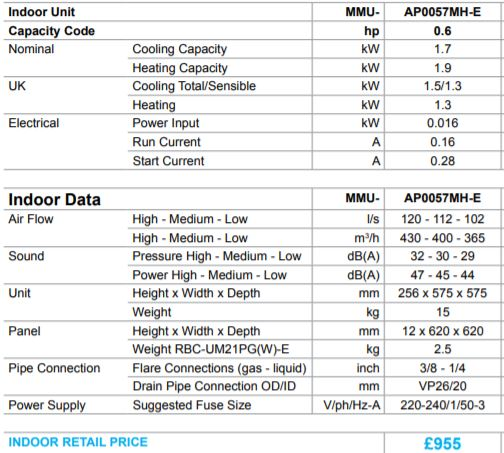 Indoor Unit MMU- AP0057MH-E
Capacity Code hp 0.6
Nominal Cooling Capacity kW 1.7
Heating Capacity kW 1.9
UK Cooling Total/Sensible kW 1.5/1.3
Heating kW 1.3
Electrical Power Input kW 0.016
Run Current A 0.16
Start Current A 0.28
Indoor Data MMU- AP0057MH-E
Air Flow High - Medium - Low l/s 120 - 112 - 102
High - Medium - Low m³/h 430 - 400 - 365
Sound Pressure High - Medium - Low dB(A) 32 - 30 - 29
Power High - Medium - Low dB(A) 47 - 45 - 44
Unit Height x Width x Depth mm 256 x 575 x 575
Weight kg 15
Panel Height x Width x Depth mm 12 x 620 x 620
Weight RBC-UM21PG(W)-E kg 2.5
Pipe Connection Flare Connections (gas - liquid) inch 3/8 - 1/4
Drain Pipe Connection OD/ID mm VP26/20
Power Supply Suggested Fuse Size V/ph/Hz-A 220-240/1/50-3
INDOOR RETAIL PRICE £955